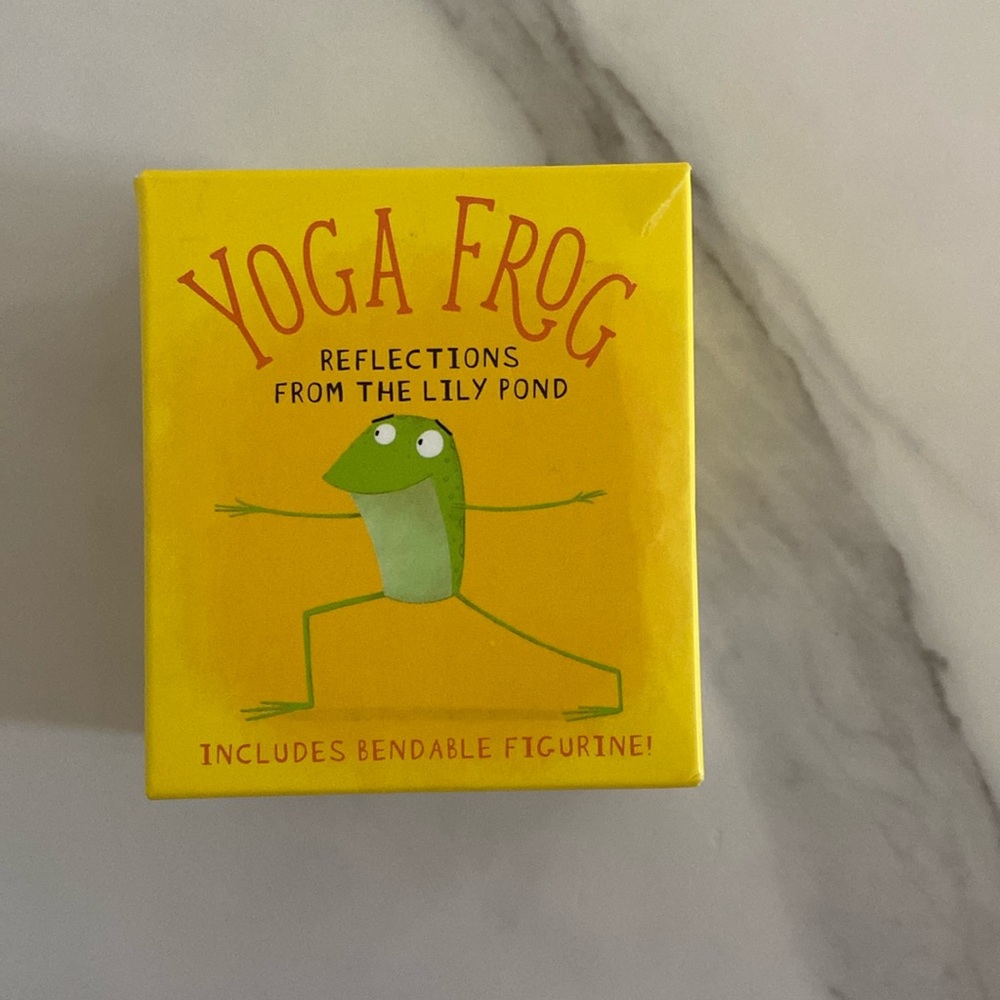 YOGA FROG
REFLECTIONS
FROM THE LILY POND
INCLUDES BENDABLE FIGURINE!